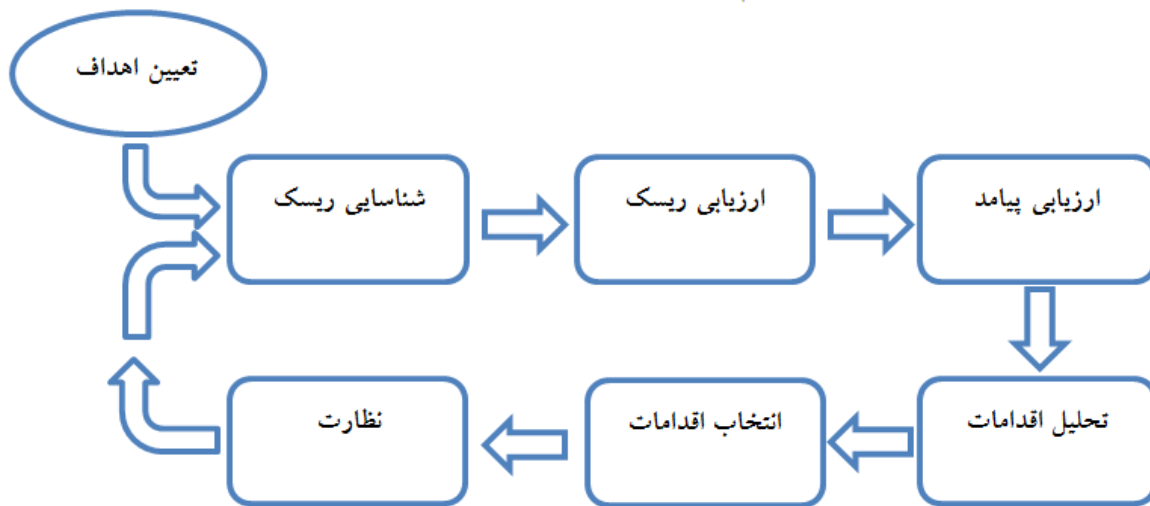 تعیین اهداف
شناسایی ریسک
ارزیابی ریسک
ارزیابی پیامد
تحلیل اقدامات
انتخاب اقدامات
نظارت